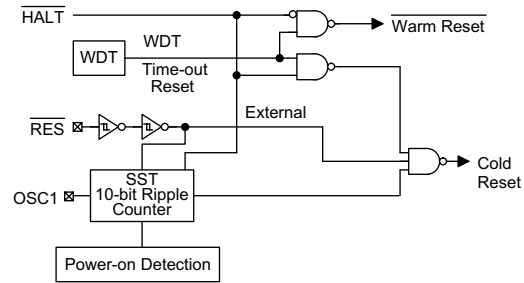 HALT
WDT
Warm Reset
WDT
Time-out
Reset
RES
External
Cold
Reset
SST
10-bit Ripple
Counter
OSC1
Power-on Detection